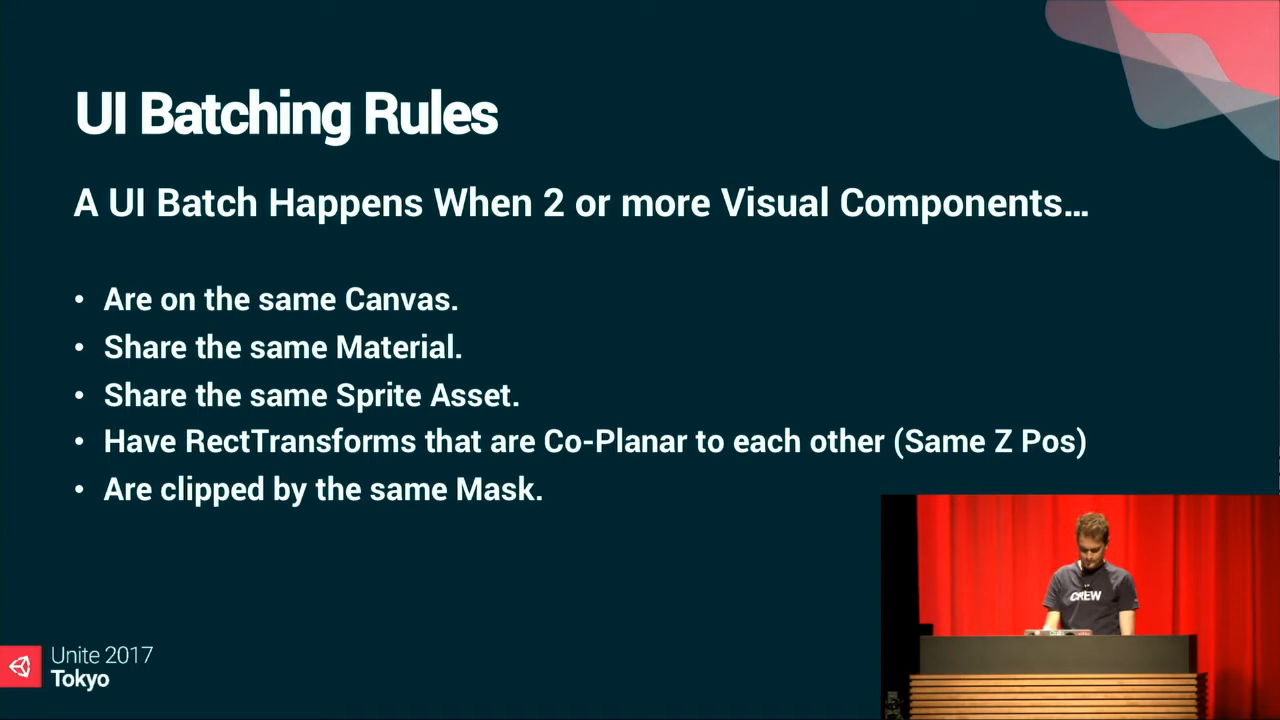 UI Batching Rules
A UI Batch Happens When 2 or more Visual Components...
• Are on the same Canvas.
• Share the same Material.
• Share the same Sprite Asset.
• Have RectTransforms that are Co-Planar to each other (Same Z Pos)
• Are clipped by the same Mask.
CREW
Unite 2017
Tokyo